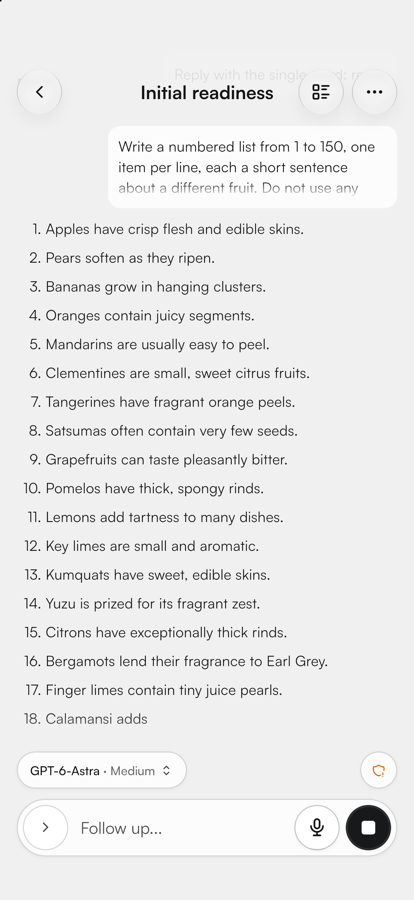 Reply with the single
Initial readiness
Write a numbered list from 1 to 150, one
item per line, each a short sentence
about a different fruit. Do not use any
1. Apples have crisp flesh and edible skins.
2. Pears soften as they ripen.
3. Bananas grow in hanging clusters.
4. Oranges contain juicy segments.
5. Mandarins are usually easy to peel.
6. Clementines are small, sweet citrus fruits.
7. Tangerines have fragrant orange peels.
8. Satsumas often contain very few seeds.
9. Grapefruits can taste pleasantly bitter.
10. Pomelos have thick, spongy rinds.
11. Lemons add tartness to many dishes.
12. Key limes are small and aromatic.
13. Kumquats have sweet, edible skins.
14. Yuzu is prized for its fragrant zest.
15. Citrons have exceptionally thick rinds.
16. Bergamots lend their fragrance to Earl Grey.
17. Finger limes contain tiny juice pearls.
18. Calamansi adds
GPT-6-Astra · Medium
Follow up...